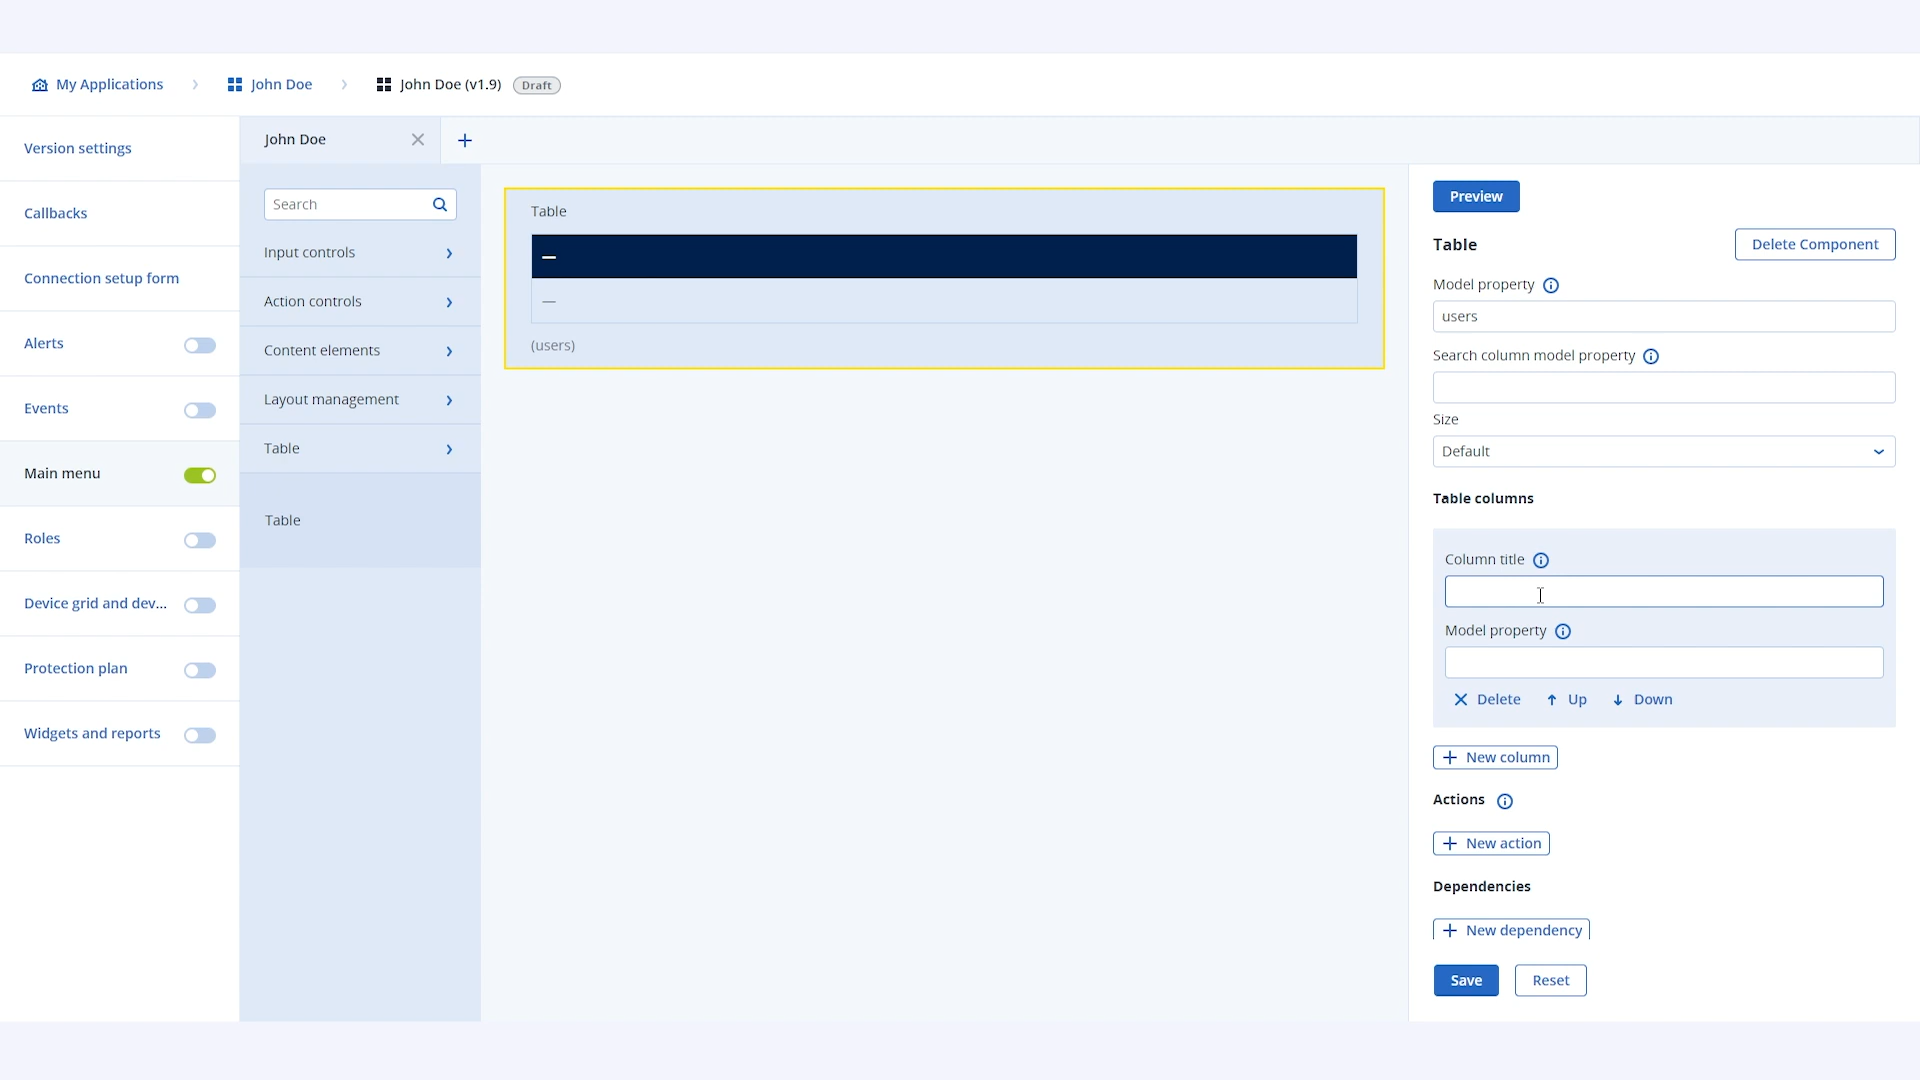 My Applications
John Doe
John Doe (v1.9)
Draft
Version settings
Callbacks
Connection setup form
Alerts
Events
Main menu
Roles
Device grid and dev...
Protection plan
Widgets and reports
John Doe
Search
Input controls
Action controls
Content elements
Layout management
Table
Table
Table
—
—
(users)
Preview
Table
Delete Component
Model property
users
Search column model property
Size
Default
Table columns
Column title
Model property
Delete
Up
Down
New column
Actions
New action
Dependencies
New dependency
Save
Reset